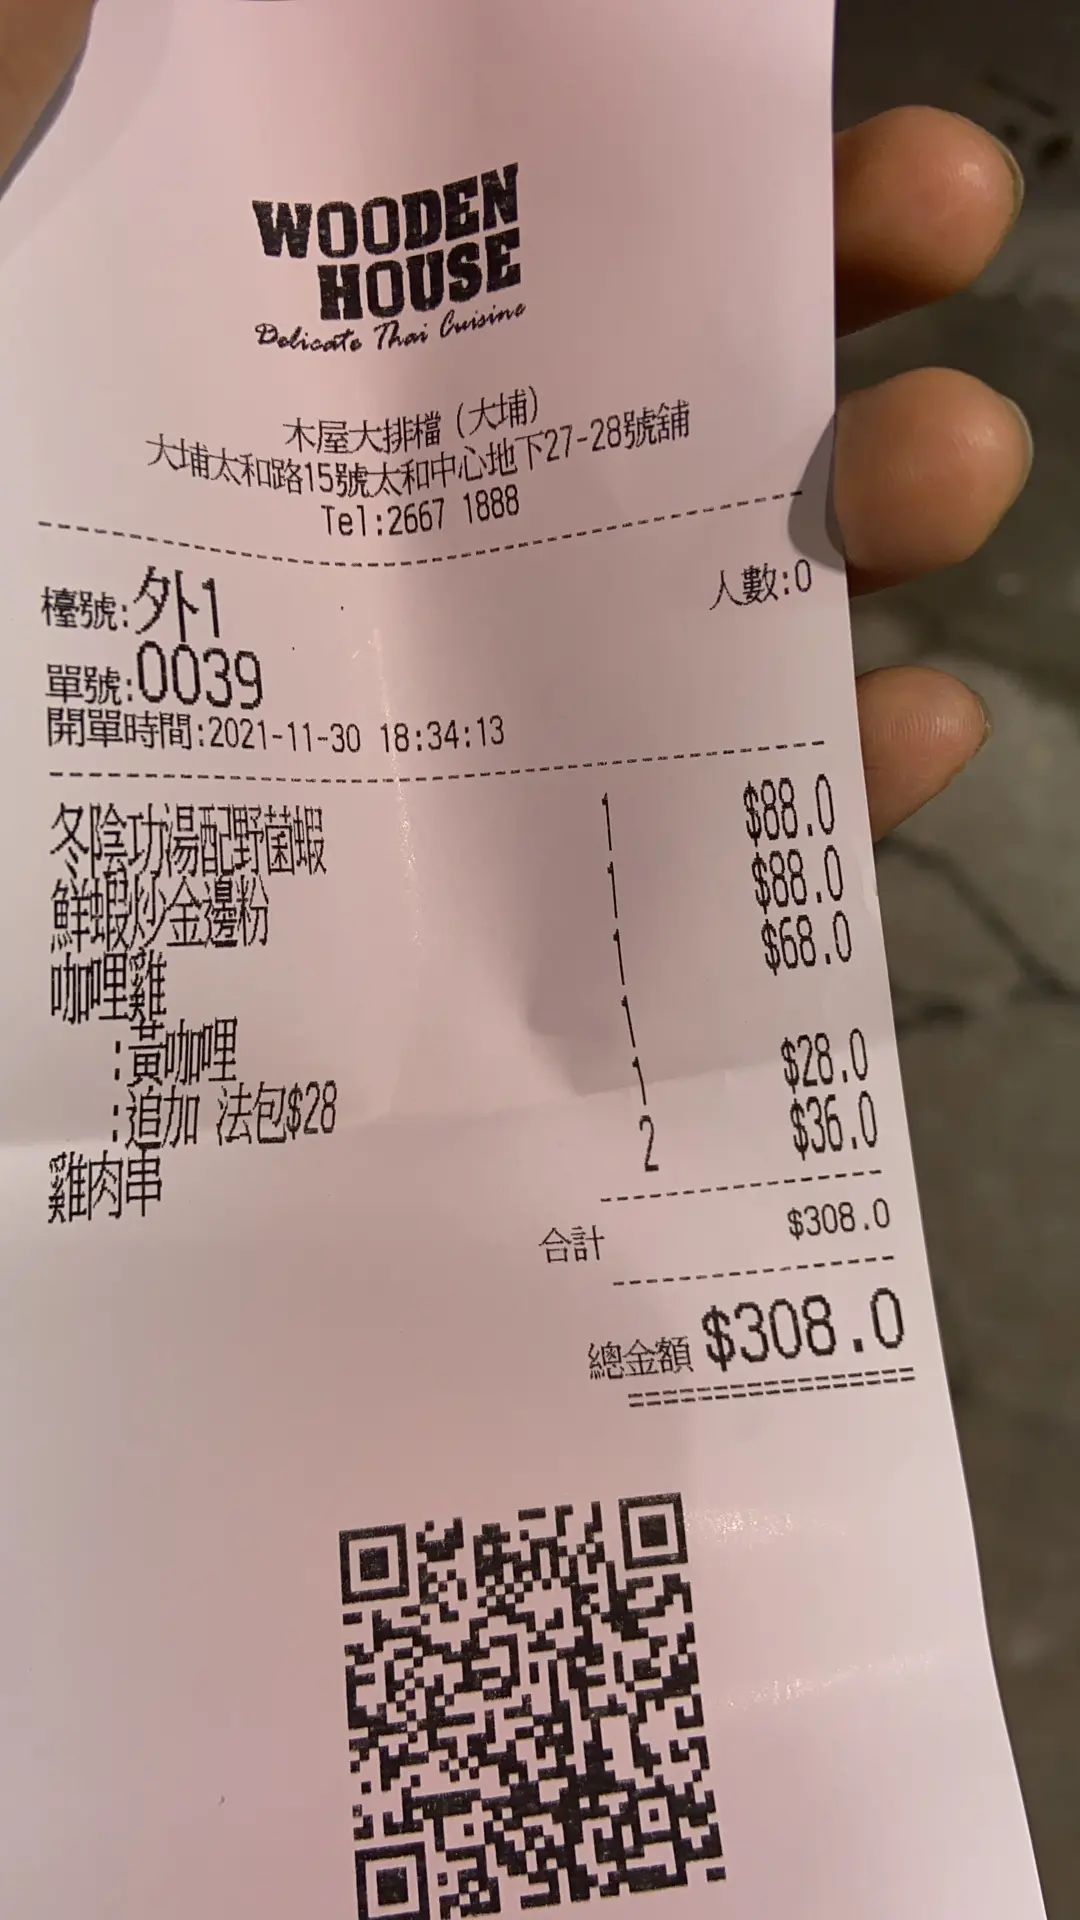 WOODEN
HOUSE
Delicate Thai Cuisine
木屋大排檔 (大埔)
大埔太和路15號太和中心地下27-28號舖
Tel:2667 1888
檯號:外1 人數:0
單號:0039
開單時間:2021-11-30 18:34:13
冬陰功湯配野菌蝦 1 $88.0
鮮蝦炒金邊粉 1 $88.0
咖哩雞 1 $68.0
:黃咖哩 1
:追加 法包$28 1 $28.0
雞肉串 2 $36.0
合計 $308.0
總金額 $308.0